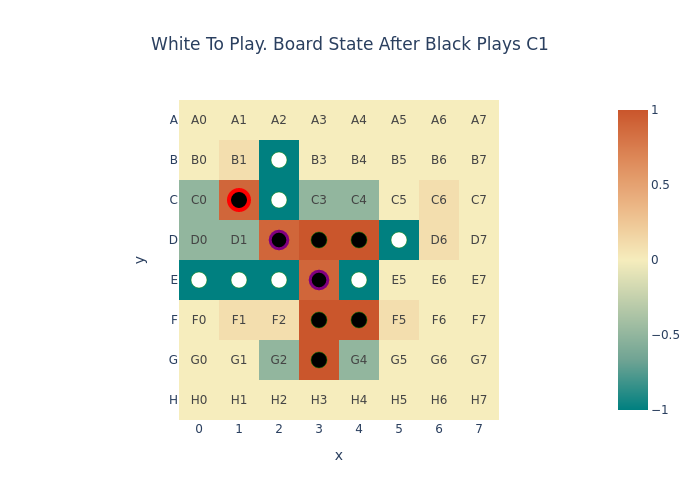 White To Play. Board State After Black Plays C1
A A0 A1 A2 A3 A4 A5 A6 A7
B B0 B1 B3 B4 B5 B6 B7
C C0 C3 C4 C5 C6 C7
D D0 D1 D6 D7
E E5 E6 E7
F F0 F1 F2 F5 F6 F7
G G0 G1 G2 G4 G5 G6 G7
H H0 H1 H2 H3 H4 H5 H6 H7
0 1 2 3 4 5 6 7
x
y
1
0.5
0
−0.5
−1